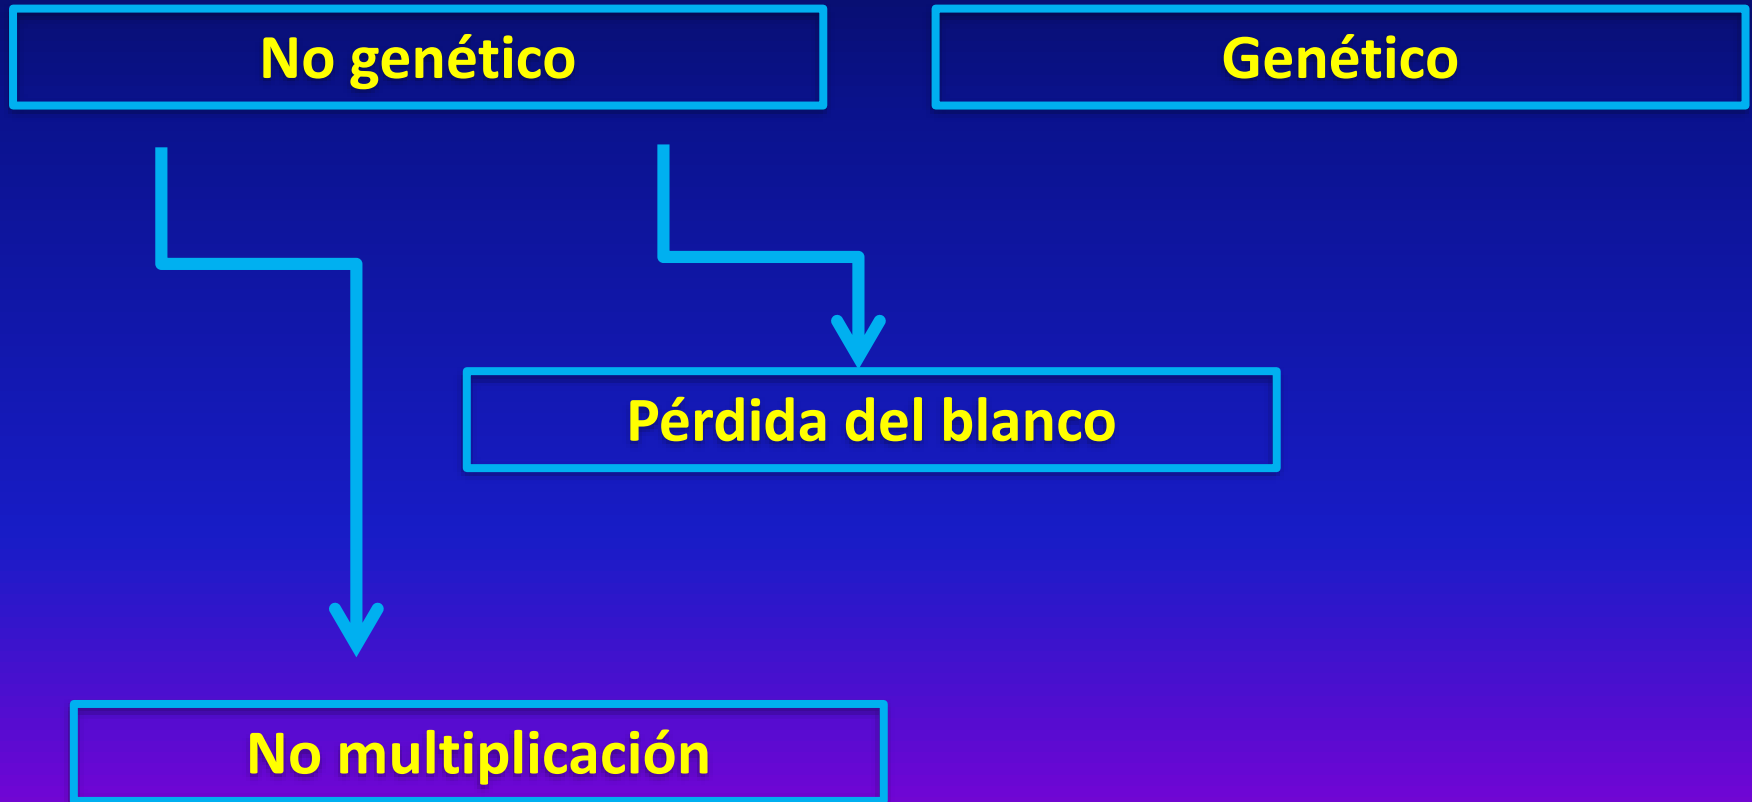 No genético
Genético
Pérdida del blanco
No multiplicación